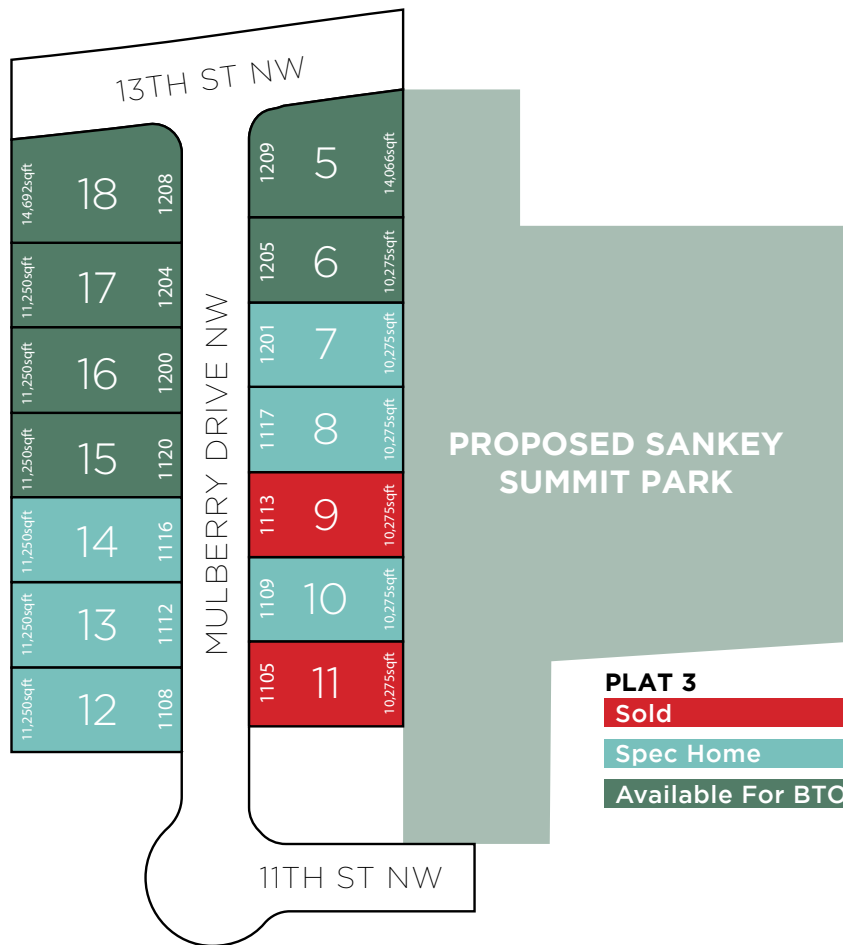 13TH ST NW
MULBERRY DRIVE NW
14,692sqft
18
1208
11,250sqft
17
1204
11,250sqft
16
1200
11,250sqft
15
1120
11,250sqft
14
1116
11,250sqft
13
1112
11,250sqft
12
1108
1209
5
14,066sqft
1205
6
10,275sqft
1201
7
10,275sqft
1117
8
10,275sqft
1113
9
10,275sqft
1109
10
10,275sqft
1105
11
10,275sqft
PROPOSED SANKEY
SUMMIT PARK
PLAT 3
Sold
Spec Home
Available For BTO
11TH ST NW